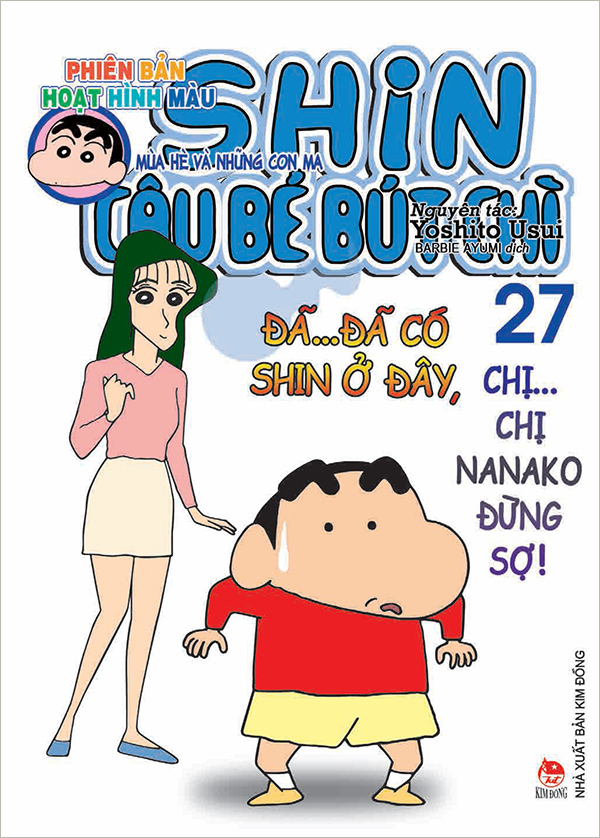 PHIÊN BẢN
HOẠT HÌNH MÀU
SHiN
MÙA HÈ VÀ NHỮNG CON MA
CẬU BÉ BÚT CHÌ
Nguyên tác:
Yoshito Usui
BARBIE AYUMI dịch
27
ĐÃ...ĐÃ CÓ
SHIN Ở ĐÂY,
CHỊ...
CHỊ
NANAKO
ĐỪNG
SỢ!
NHÀ XUẤT BẢN KIM ĐỒNG
KIM ĐỒNG